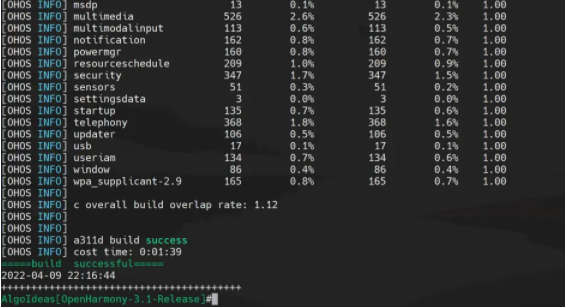 [OHOS INFO] msdp 13 0.1% 13 0.1% 1.00
[OHOS INFO] multimedia 526 2.6% 526 2.3% 1.00
[OHOS INFO] multimodalinput 113 0.6% 113 0.5% 1.00
[OHOS INFO] notification 162 0.8% 162 0.7% 1.00
[OHOS INFO] powermgr 160 0.8% 160 0.7% 1.00
[OHOS INFO] resourceschedule 209 1.0% 209 0.9% 1.00
[OHOS INFO] security 347 1.7% 347 1.5% 1.00
[OHOS INFO] sensors 51 0.3% 51 0.2% 1.00
[OHOS INFO] settingsdata 3 0.0% 3 0.0% 1.00
[OHOS INFO] startup 135 0.7% 135 0.6% 1.00
[OHOS INFO] telephony 368 1.8% 368 1.6% 1.00
[OHOS INFO] updater 106 0.5% 106 0.5% 1.00
[OHOS INFO] usb 17 0.1% 17 0.1% 1.00
[OHOS INFO] useriam 134 0.7% 134 0.6% 1.00
[OHOS INFO] window 86 0.4% 86 0.4% 1.00
[OHOS INFO] wpa_supplicant-2.9 165 0.8% 165 0.7% 1.00
[OHOS INFO]
[OHOS INFO] c overall build overlap rate: 1.12
[OHOS INFO]
[OHOS INFO]
[OHOS INFO] a311d build success
[OHOS INFO] cost time: 0:01:39
=====build successful=====
2022-04-09 22:16:44
++++++++++++++++++++++++++++++++++++++++
AlgoIdeas[OpenHarmony-3.1-Release]#